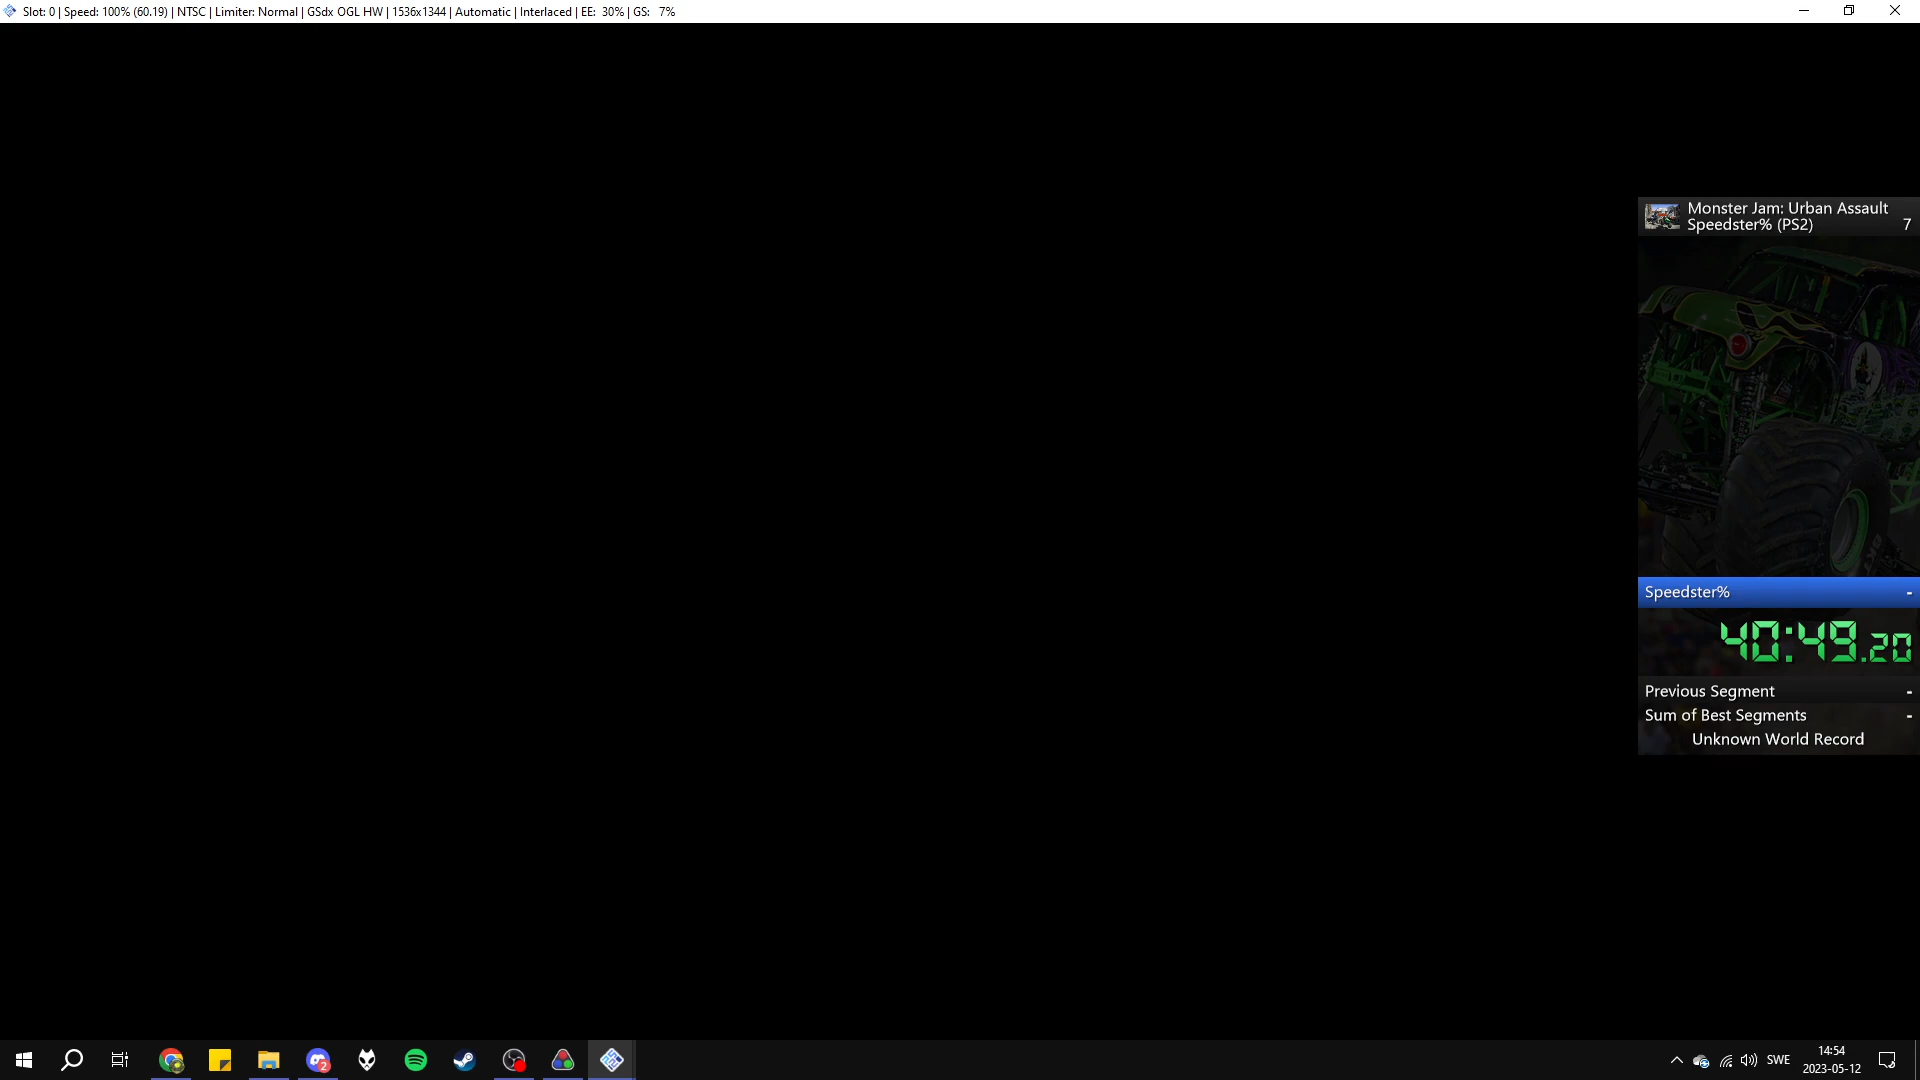 Slot: 0 | Speed: 100% (60.19) | NTSC | Limiter: Normal | GSdx OGL HW | 1536x1344 | Automatic | Interlaced | EE:  30% | GS:   7%
Monster Jam: Urban Assault
Speedster% (PS2) 7
Speedster% -
40:49.20
Previous Segment -
Sum of Best Segments -
Unknown World Record
2
SWE
14:54
2023-05-12